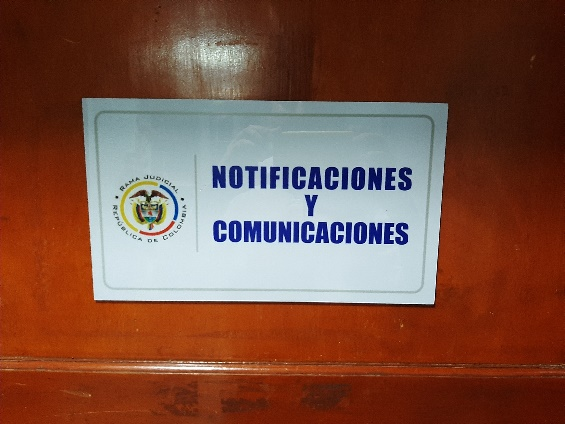 RAMA JUDICIAL
REPÚBLICA DE COLOMBIA
NOTIFICACIONES
Y
COMUNICACIONES